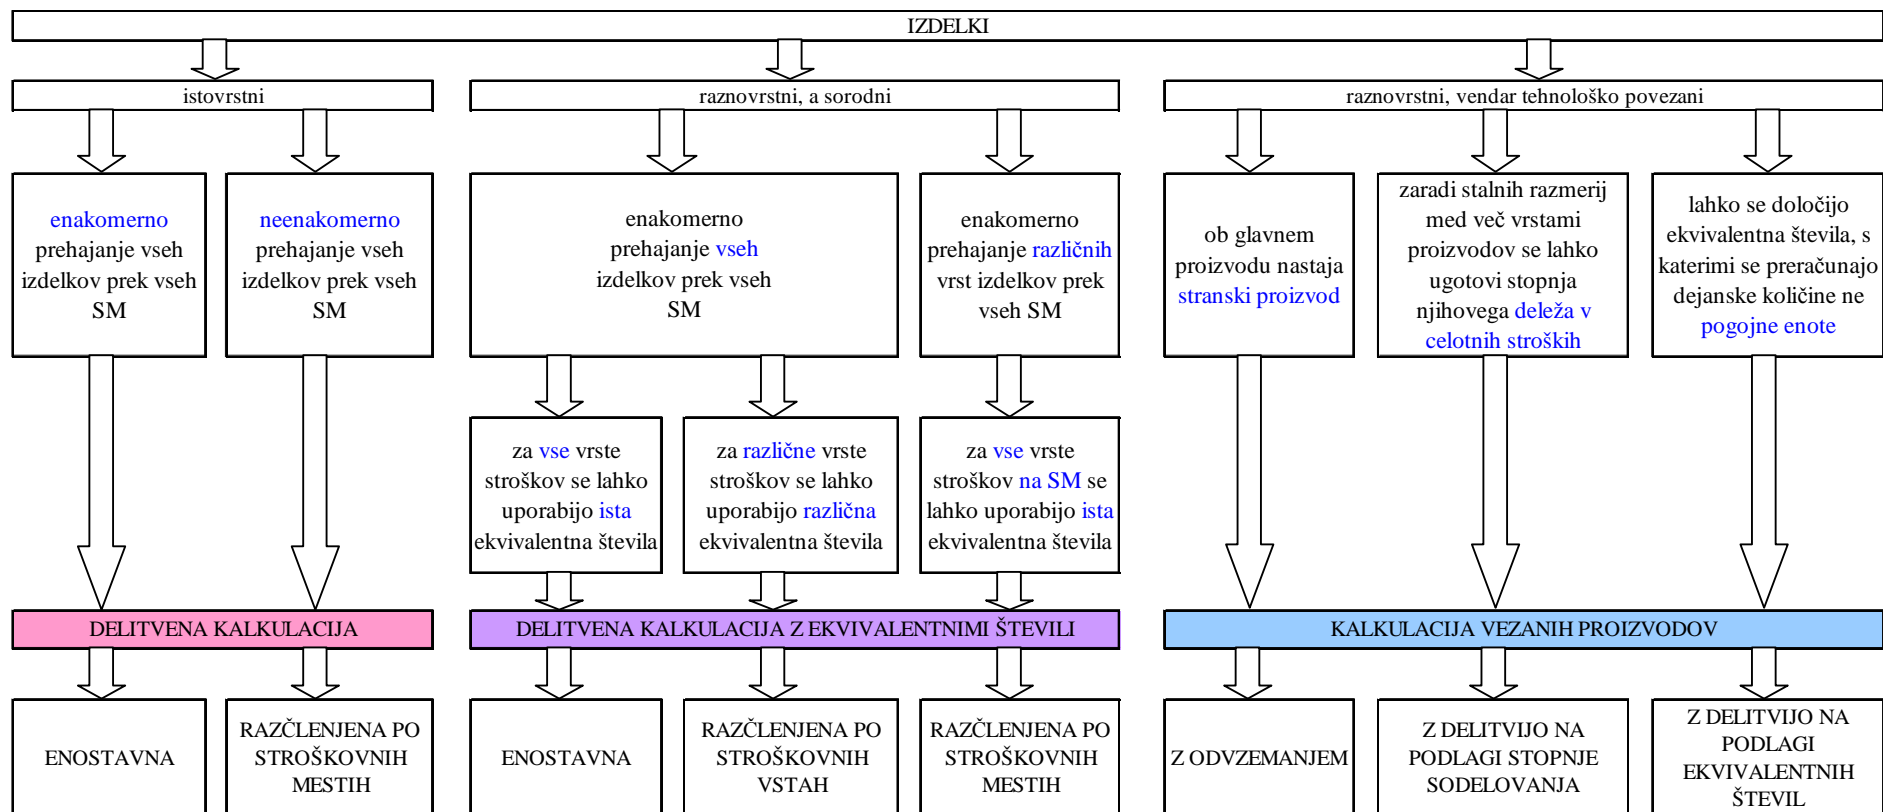 IZDELKI
istovrstni
raznovrstni, a sorodni
raznovrstni, vendar tehnološko povezani
enakomerno
prehajanje vseh
izdelkov prek vseh
SM
neenakomerno
prehajanje vseh
izdelkov prek vseh
SM
enakomerno
prehajanje vseh
izdelkov prek vseh
SM
enakomerno
prehajanje različnih
vrst izdelkov prek
vseh SM
ob glavnem
proizvodu nastaja
stranski proizvod
zaradi stalnih razmerij
med več vrstami
proizvodov se lahko
ugotovi stopnja
njihovega deleža v
celotnih stroških
lahko se določijo
ekvivalentna števila, s
katerimi se preračunajo
dejanske količine ne
pogojne enote
za vse vrste
stroškov se lahko
uporabijo ista
ekvivalentna števila
za različne vrste
stroškov se lahko
uporabijo različna
ekvivalentna števila
za vse vrste
stroškov na SM se
lahko uporabijo ista
ekvivalentna števila
DELITVENA KALKULACIJA
DELITVENA KALKULACIJA Z EKVIVALENTNIMI ŠTEVILI
KALKULACIJA VEZANIH PROIZVODOV
ENOSTAVNA
RAZČLENJENA PO
STROŠKOVNIH
MESTIH
ENOSTAVNA
RAZČLENJENA PO
STROŠKOVNIH
VSTAH
RAZČLENJENA PO
STROŠKOVNIH
MESTIH
Z ODVZEMANJEM
Z DELITVIJO NA
PODLAGI STOPNJE
SODELOVANJA
Z DELITVIJO NA
PODLAGI
EKVIVALENTNIH
ŠTEVIL